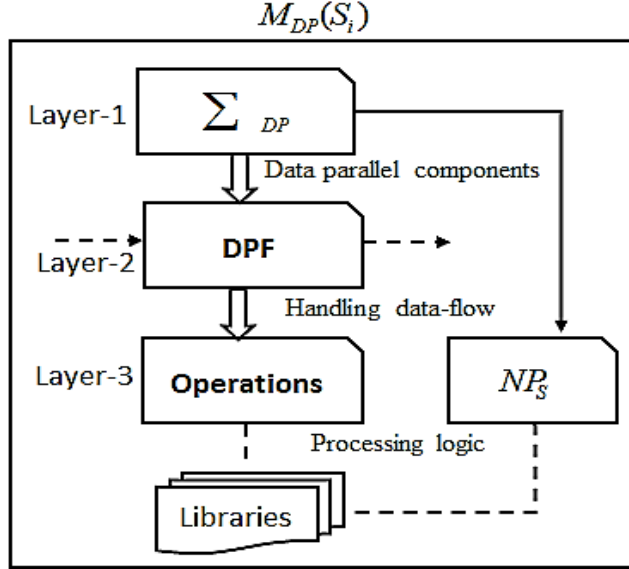 M_DP(S_i)
Layer-1
∑ DP
Data parallel components
Layer-2
DPF
Handling data-flow
Layer-3
Operations
NP_S
Processing logic
Libraries